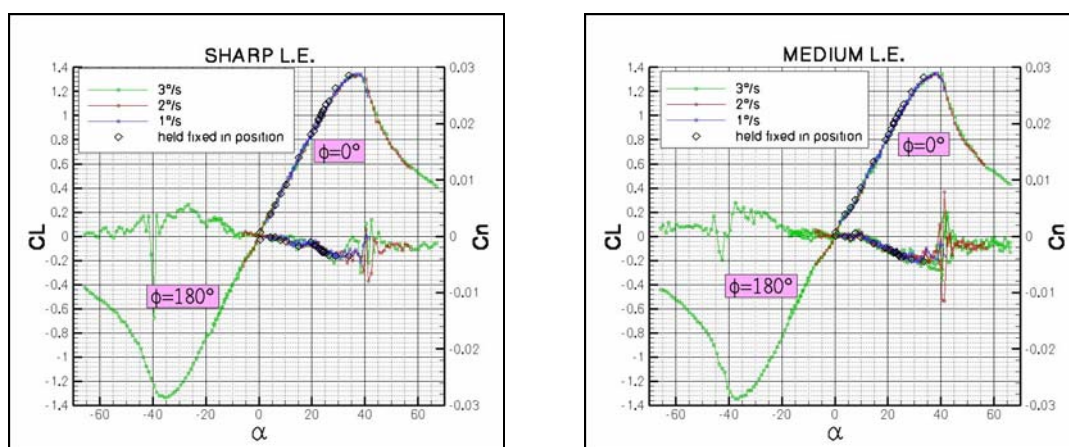 SHARP L.E.
1.4
1.2
1
0.8
0.6
0.4
0.2
0
-0.2
-0.4
-0.6
-0.8
-1
-1.2
-1.4
CL
3°/s
2°/s
1°/s
held fixed in position
ϕ=0°
ϕ=180°
0.03
0.02
0.01
0
-0.01
-0.02
-0.03
Cn
-60 -40 -20 0 20 40 60
α
MEDIUM L.E.
1.4
1.2
1
0.8
0.6
0.4
0.2
0
-0.2
-0.4
-0.6
-0.8
-1
-1.2
-1.4
CL
3°/s
2°/s
1°/s
held fixed in position
ϕ=0°
ϕ=180°
0.03
0.02
0.01
0
-0.01
-0.02
-0.03
Cn
-60 -40 -20 0 20 40 60
α